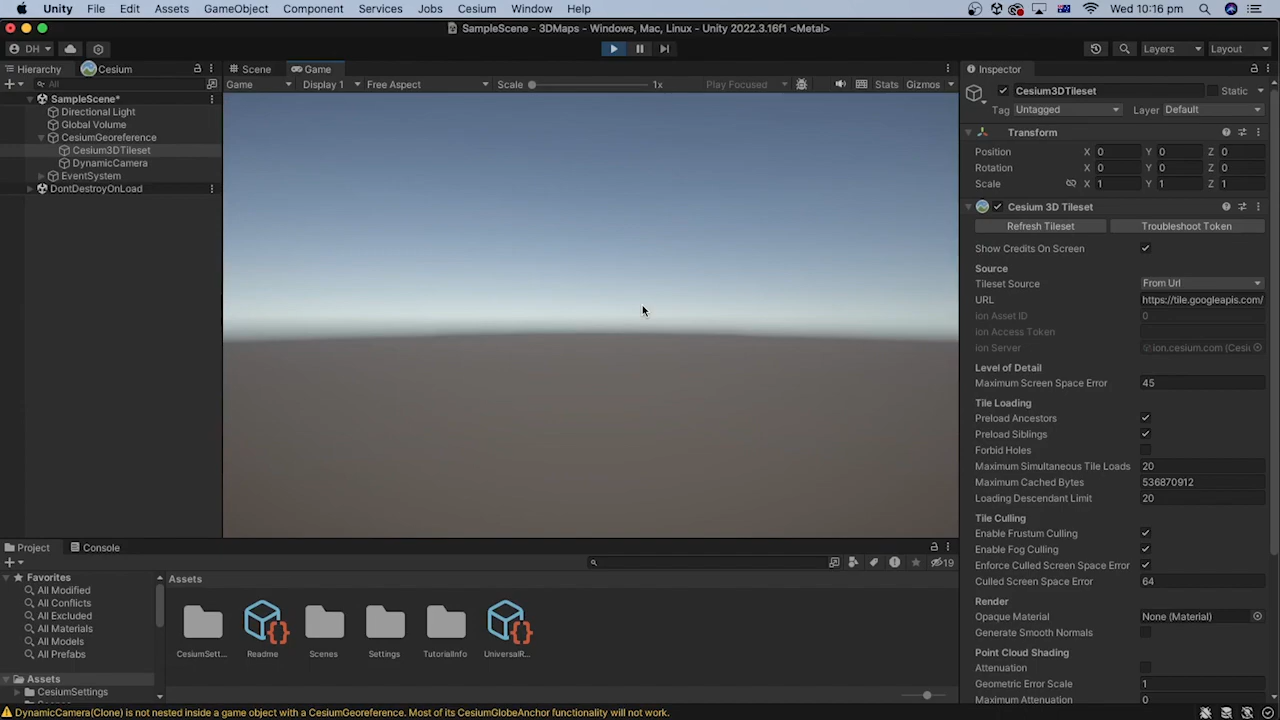 Unity File Edit Assets GameObject Component Services Jobs Cesium Window Help Wed 10:16 pm
SampleScene - 3DMaps - Windows, Mac, Linux - Unity 2022.3.16f1 <Metal>
DH Layers Layout
Hierarchy Cesium
All
SampleScene*
Directional Light
Global Volume
CesiumGeoreference
Cesium3DTileset
DynamicCamera
EventSystem
DontDestroyOnLoad
Scene Game
Game Display 1 Free Aspect Scale 1x Play Focused Stats Gizmos
Inspector
Cesium3DTileset Static
Tag Untagged Layer Default
Transform
Position X 0 Y 0 Z 0
Rotation X 0 Y 0 Z 0
Scale X 1 Y 1 Z 1
Cesium 3D Tileset
Refresh Tileset Troubleshoot Token
Show Credits On Screen
Source
Tileset Source From Url
URL https://tile.googleapis.com/
ion Asset ID 0
ion Access Token
ion Server ion.cesium.com (Cesi
Level of Detail
Maximum Screen Space Error 45
Tile Loading
Preload Ancestors
Preload Siblings
Forbid Holes
Maximum Simultaneous Tile Loads 20
Maximum Cached Bytes 536870912
Loading Descendant Limit 20
Tile Culling
Enable Frustum Culling
Enable Fog Culling
Enforce Culled Screen Space Error
Culled Screen Space Error 64
Render
Opaque Material None (Material)
Generate Smooth Normals
Point Cloud Shading
Attenuation
Geometric Error Scale 1
Maximum Attenuation 0
Project Console
19
Favorites
All Modified
All Conflicts
All Excluded
All Materials
All Models
All Prefabs
Assets
CesiumSettings
Assets
CesiumSett... Readme Scenes Settings TutorialInfo UniversalR...
DynamicCamera(Clone) is not nested inside a game object with a CesiumGeoreference. Most of its CesiumGlobeAnchor functionality will not work.